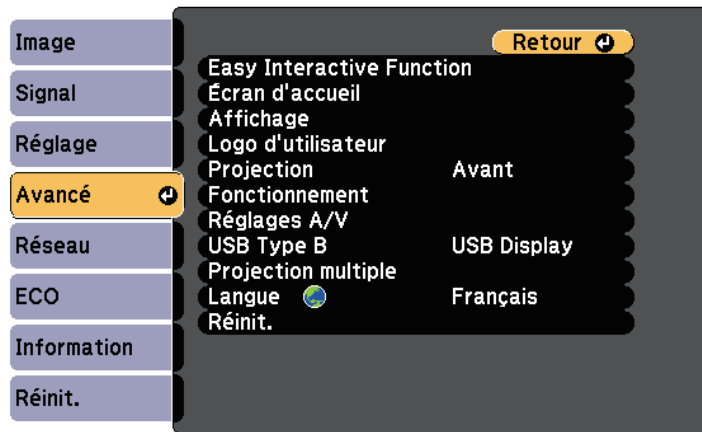 Image
Signal
Réglage
Avancé
Réseau
ECO
Information
Réinit.
Retour
Easy Interactive Function
Écran d'accueil
Affichage
Logo d'utilisateur
Projection Avant
Fonctionnement
Réglages A/V
USB Type B USB Display
Projection multiple
Langue Français
Réinit.